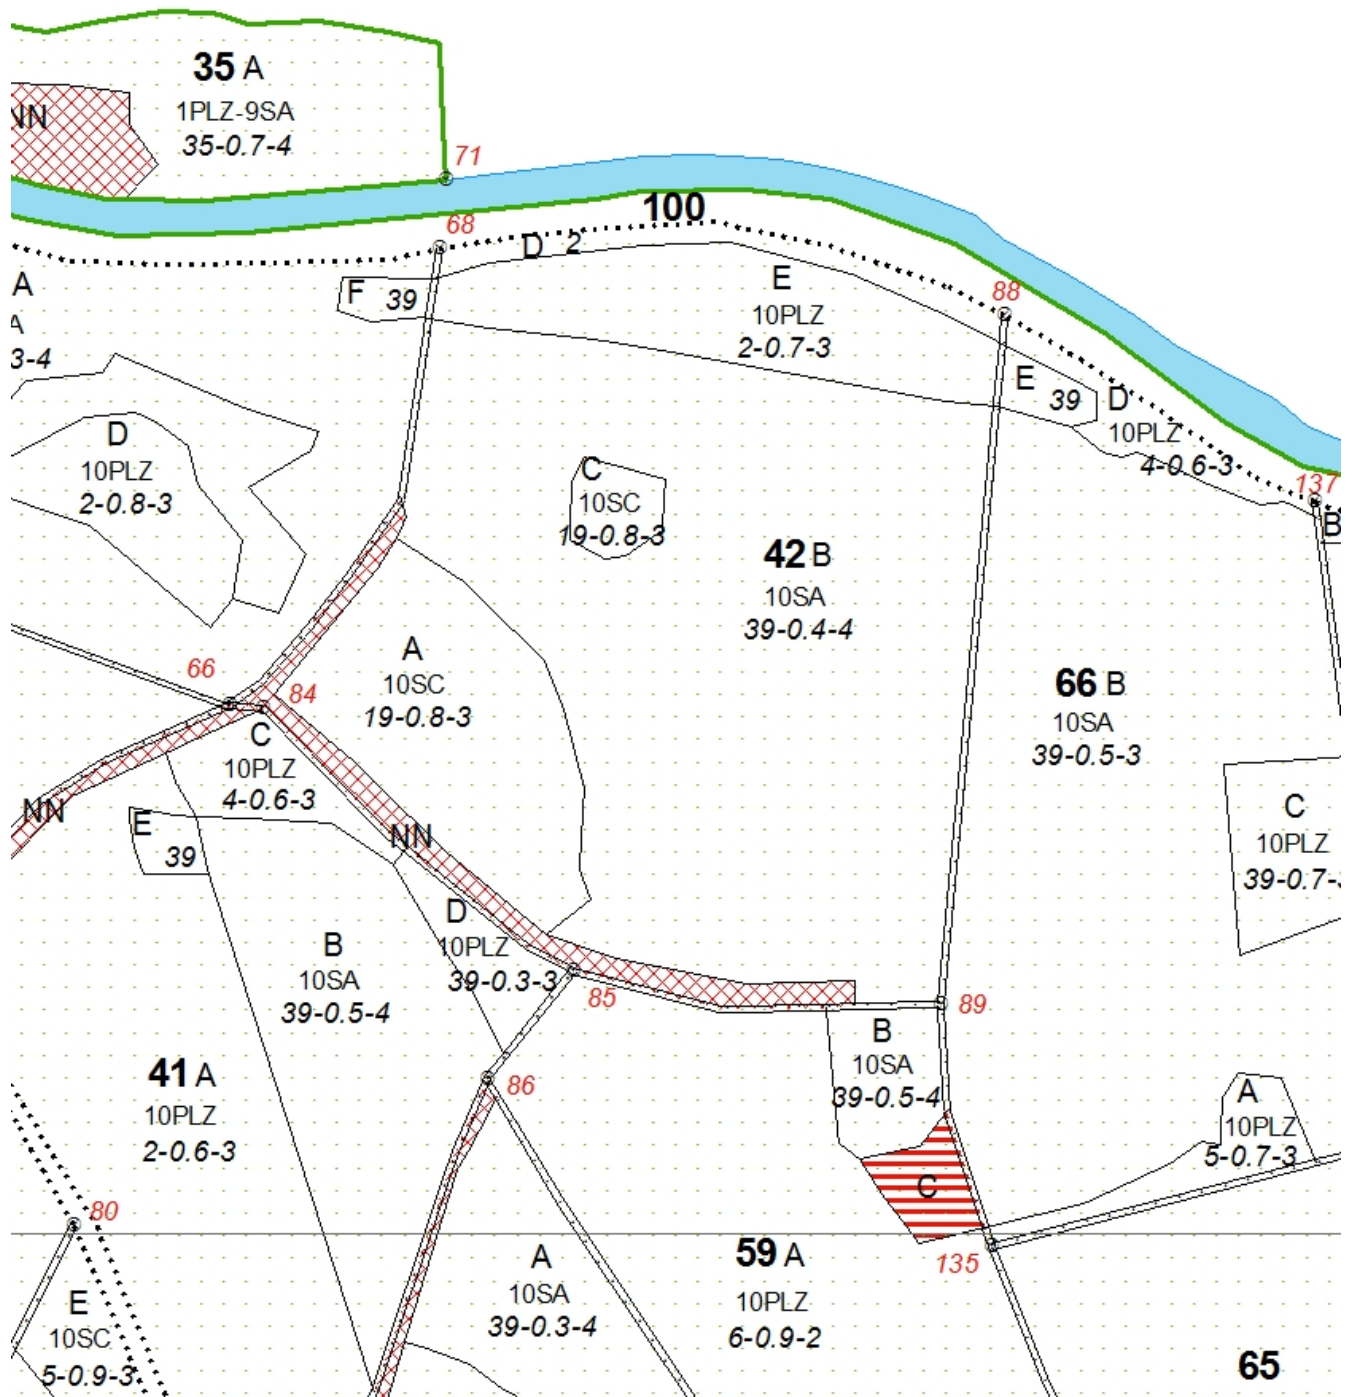 35 A
1PLZ-9SA
35-0.7-4
NN
71
100
68
D 2
A
A
3-4
F 39
E
10PLZ
2-0.7-3
88
E 39
D
10PLZ
4-0.6-3
137
B
D
10PLZ
2-0.8-3
C
10SC
19-0.8-3
42 B
10SA
39-0.4-4
A
10SC
19-0.8-3
66
84
66 B
10SA
39-0.5-3
C
10PLZ
4-0.6-3
NN
NN
E
39
C
10PLZ
39-0.7-
D
10PLZ
39-0.3-3
B
10SA
39-0.5-4
85
89
B
10SA
39-0.5-4
41 A
10PLZ
2-0.6-3
86
A
10PLZ
5-0.7-3
C
80
135
59 A
10PLZ
6-0.9-2
A
10SA
39-0.3-4
E
10SC
5-0.9-3
65